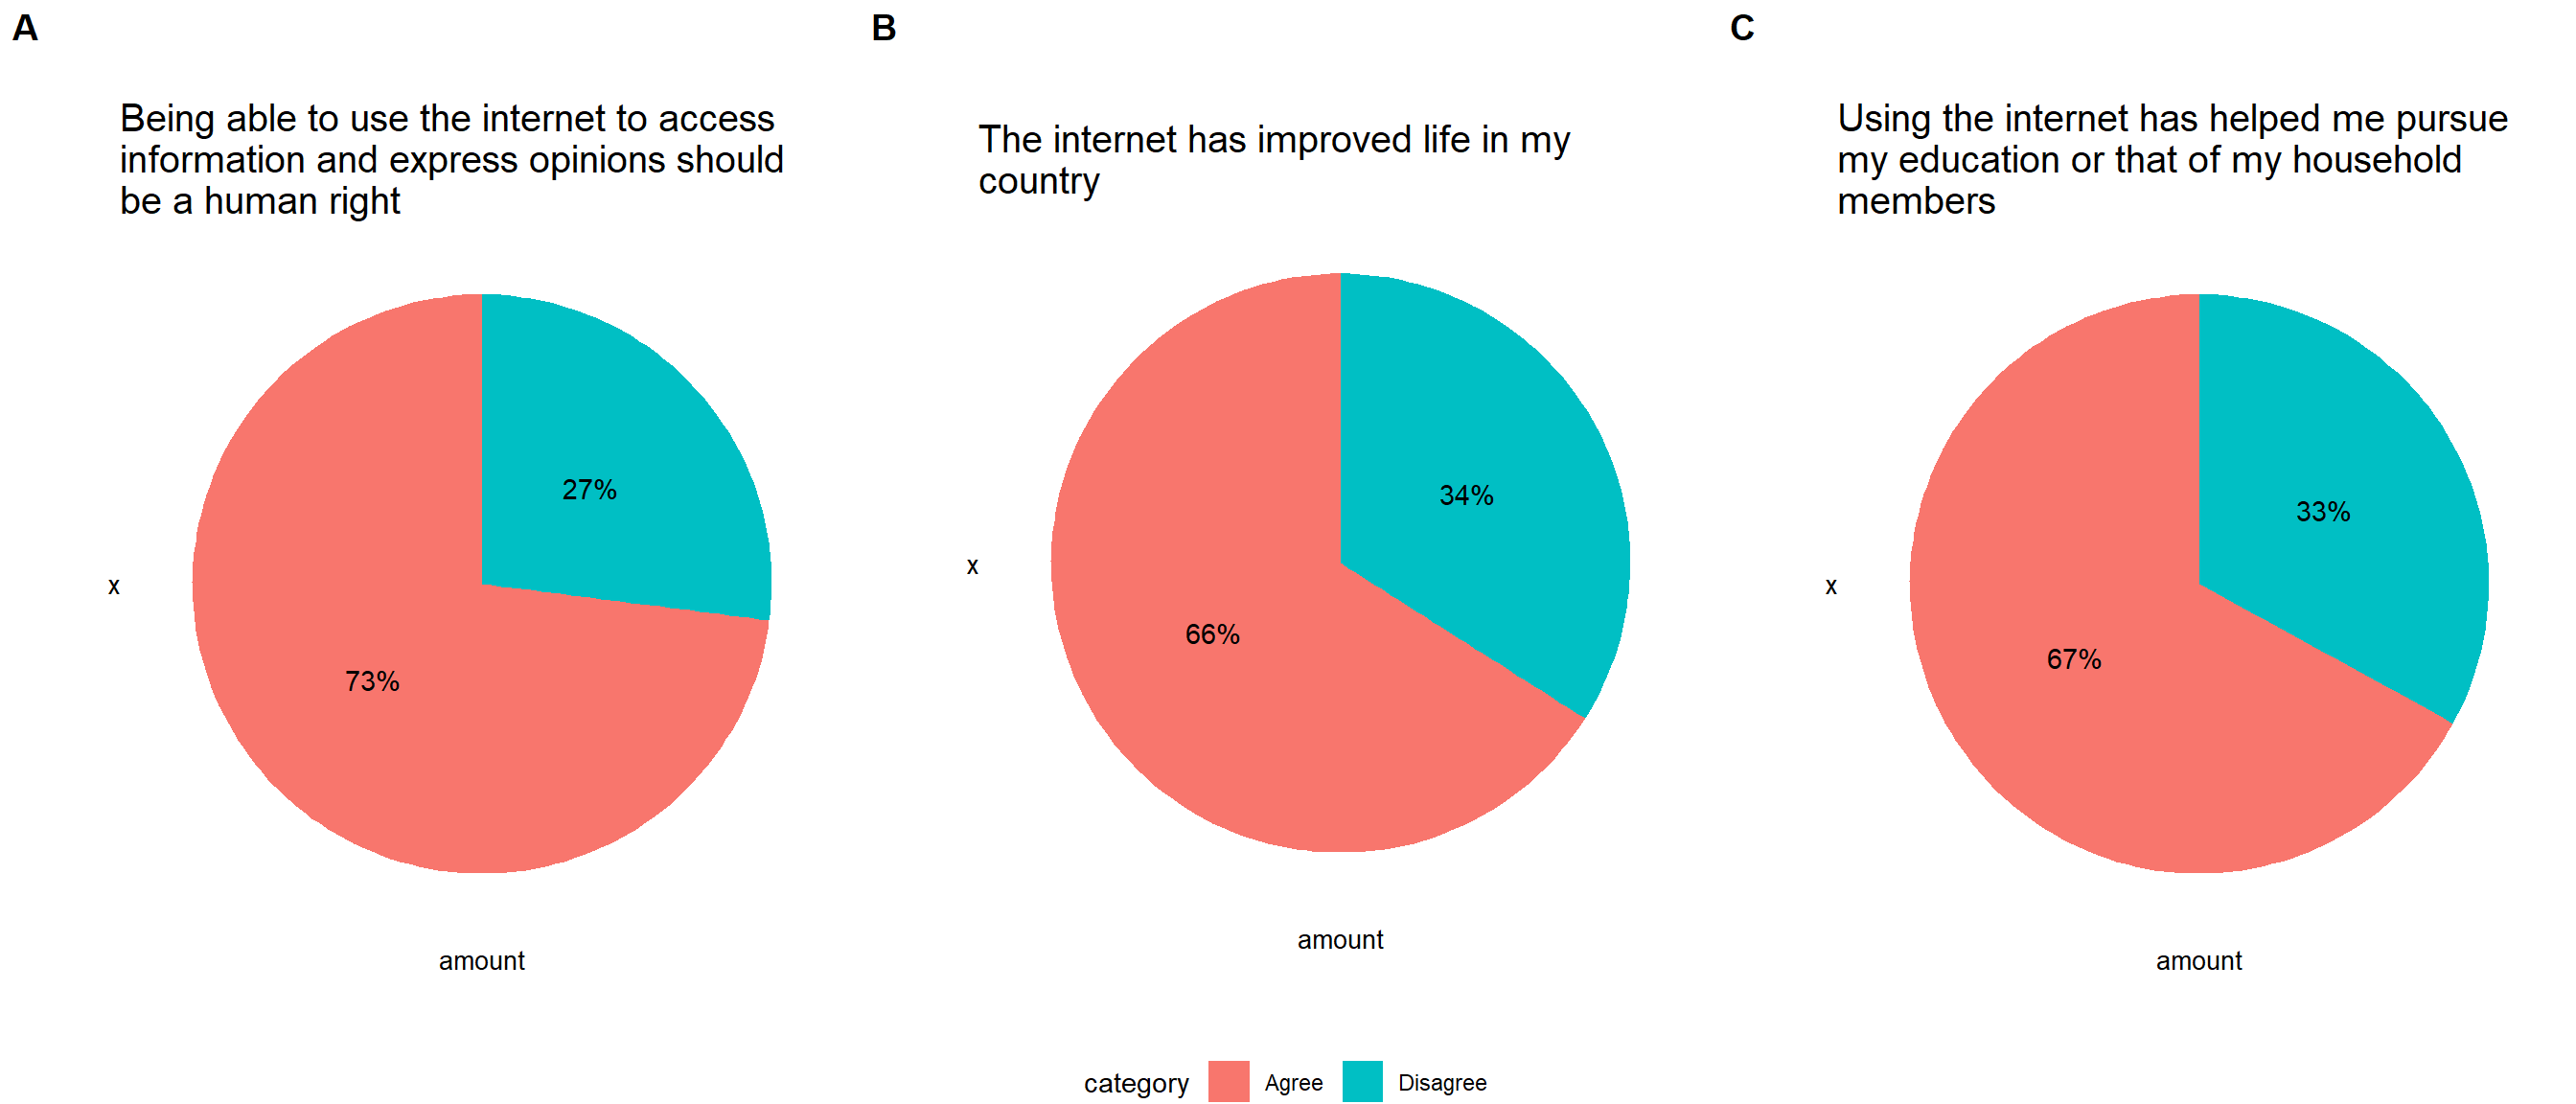 A
Being able to use the internet to access
information and express opinions should
be a human right
27%
73%
x
amount
B
The internet has improved life in my
country
34%
66%
x
amount
C
Using the internet has helped me pursue
my education or that of my household
members
33%
67%
x
amount
category Agree Disagree